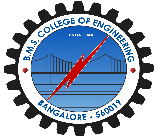 B.M.S. COLLEGE OF ENGINEERING
BANGALORE - 560019